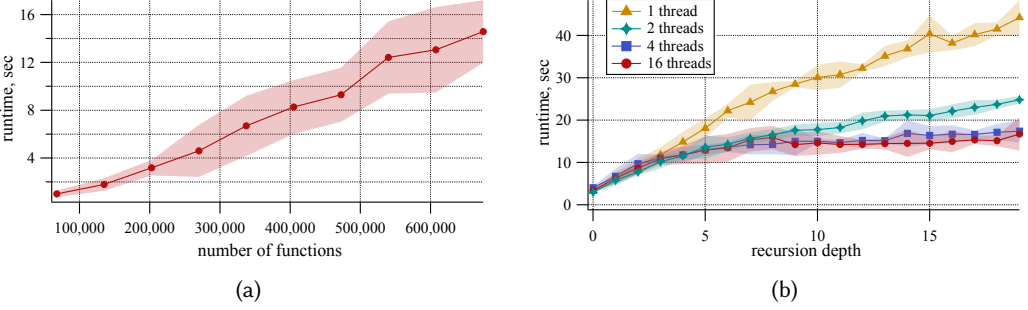 16
12
8
4
runtime, sec
100,000 200,000 300,000 400,000 500,000 600,000
number of functions
(a)
1 thread
2 threads
4 threads
16 threads
40
30
20
10
0
runtime, sec
0 5 10 15
recursion depth
(b)